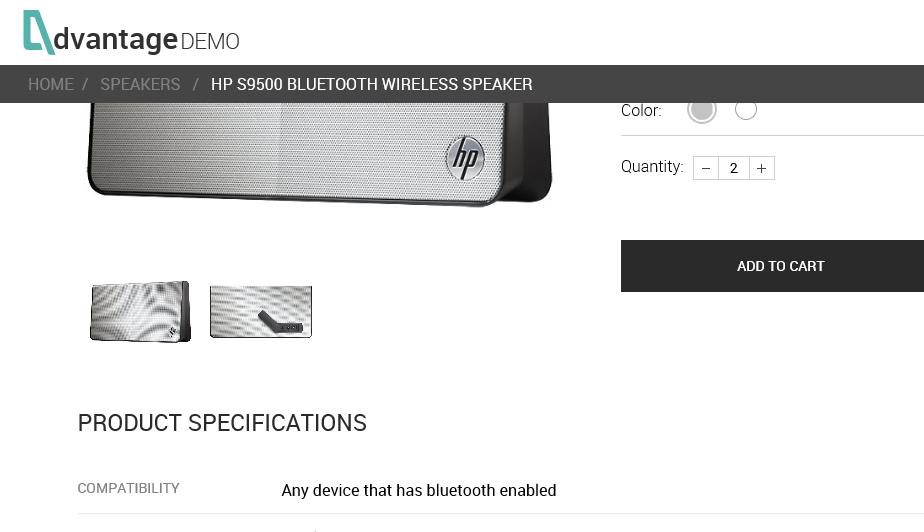 dvantage DEMO
HOME / SPEAKERS / HP S9500 BLUETOOTH WIRELESS SPEAKER
Color:
hp
Quantity: − 2 +
ADD TO CART
PRODUCT SPECIFICATIONS
COMPATIBILITY Any device that has bluetooth enabled